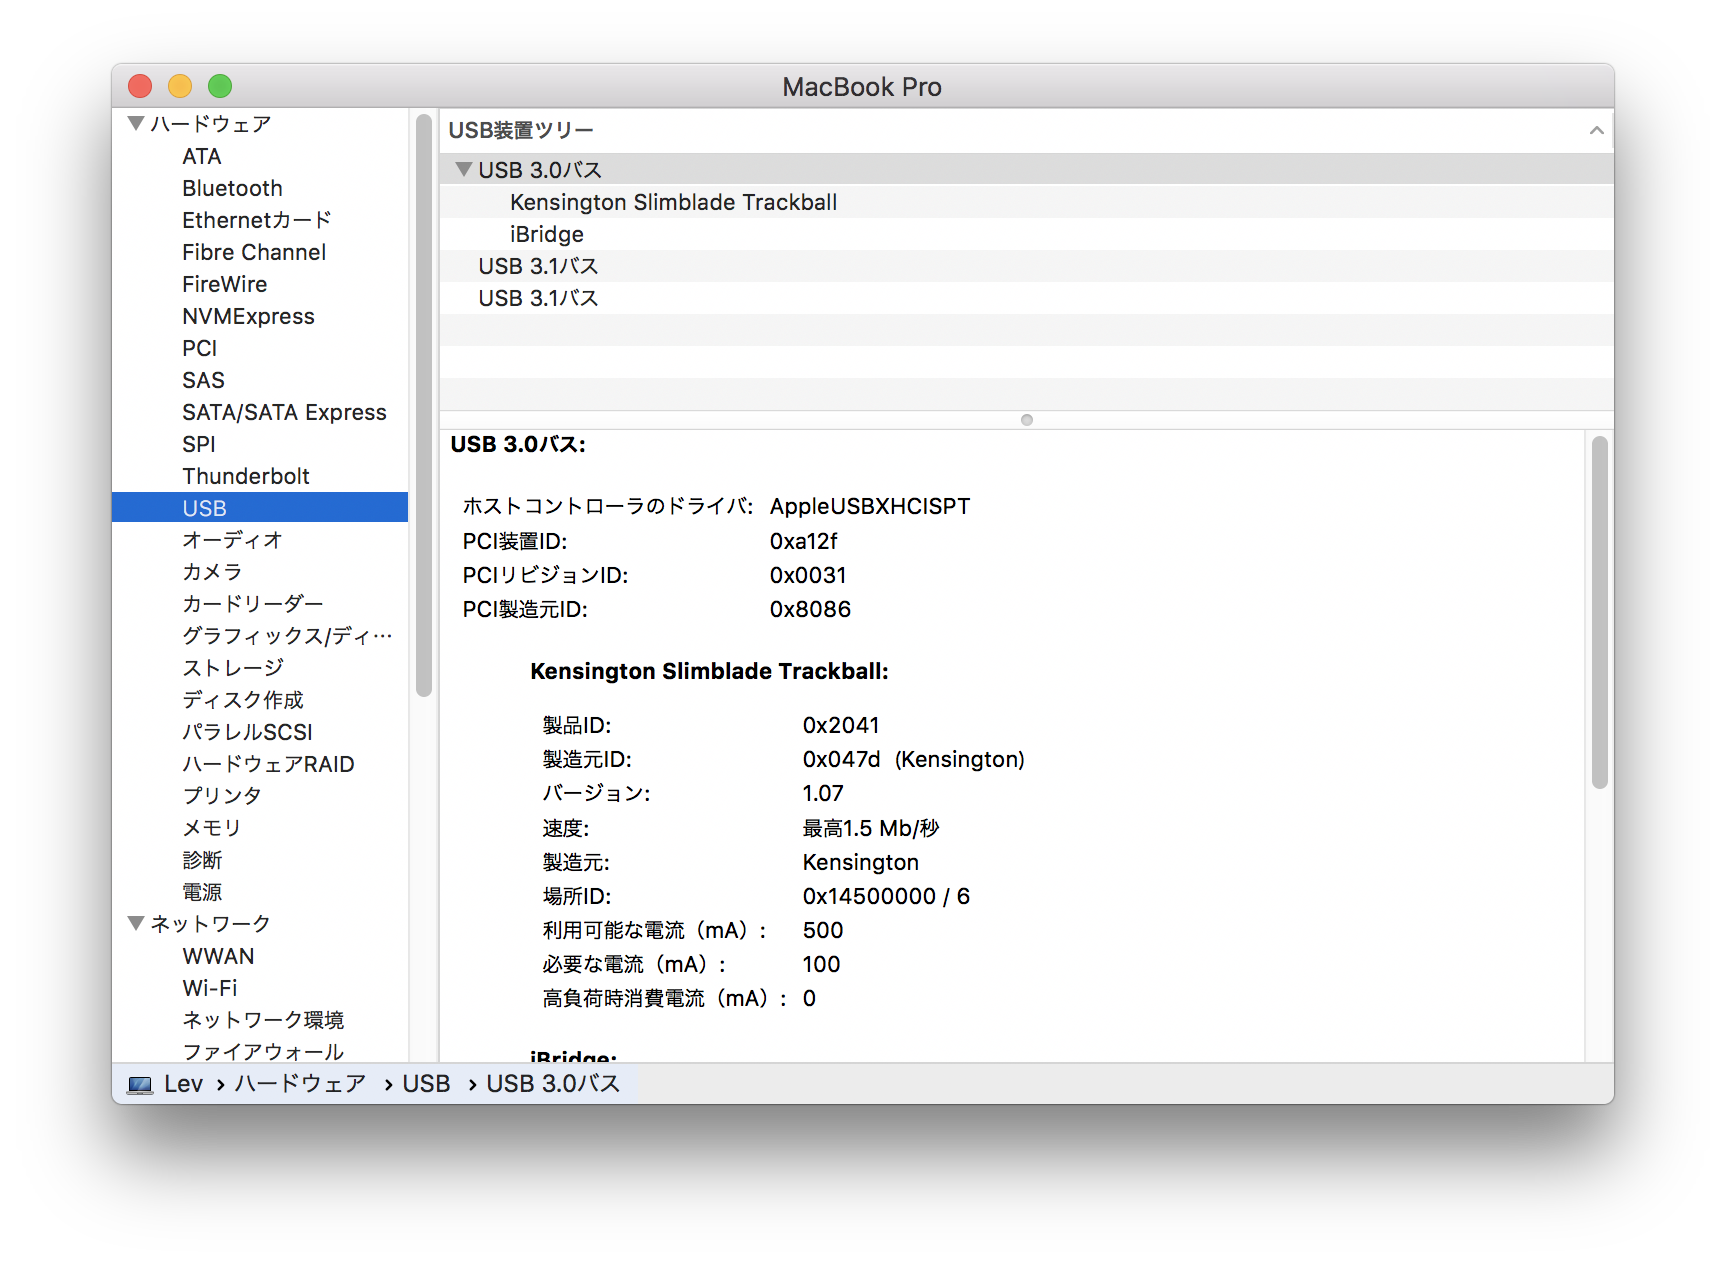 MacBook Pro
ハードウェア
ATA
Bluetooth
Ethernetカード
Fibre Channel
FireWire
NVMExpress
PCI
SAS
SATA/SATA Express
SPI
Thunderbolt
USB
オーディオ
カメラ
カードリーダー
グラフィックス/ディ…
ストレージ
ディスク作成
パラレルSCSI
ハードウェアRAID
プリンタ
メモリ
診断
電源
ネットワーク
WWAN
Wi-Fi
ネットワーク環境
ファイアウォール
USB装置ツリー
USB 3.0バス
Kensington Slimblade Trackball
iBridge
USB 3.1バス
USB 3.1バス
USB 3.0バス:
ホストコントローラのドライバ: AppleUSBXHCISPT
PCI装置ID: 0xa12f
PCIリビジョンID: 0x0031
PCI製造元ID: 0x8086
Kensington Slimblade Trackball:
製品ID: 0x2041
製造元ID: 0x047d (Kensington)
バージョン: 1.07
速度: 最高1.5 Mb/秒
製造元: Kensington
場所ID: 0x14500000 / 6
利用可能な電流（mA）: 500
必要な電流（mA）: 100
高負荷時消費電流（mA）: 0
iBridge:
Lev › ハードウェア › USB › USB 3.0バス